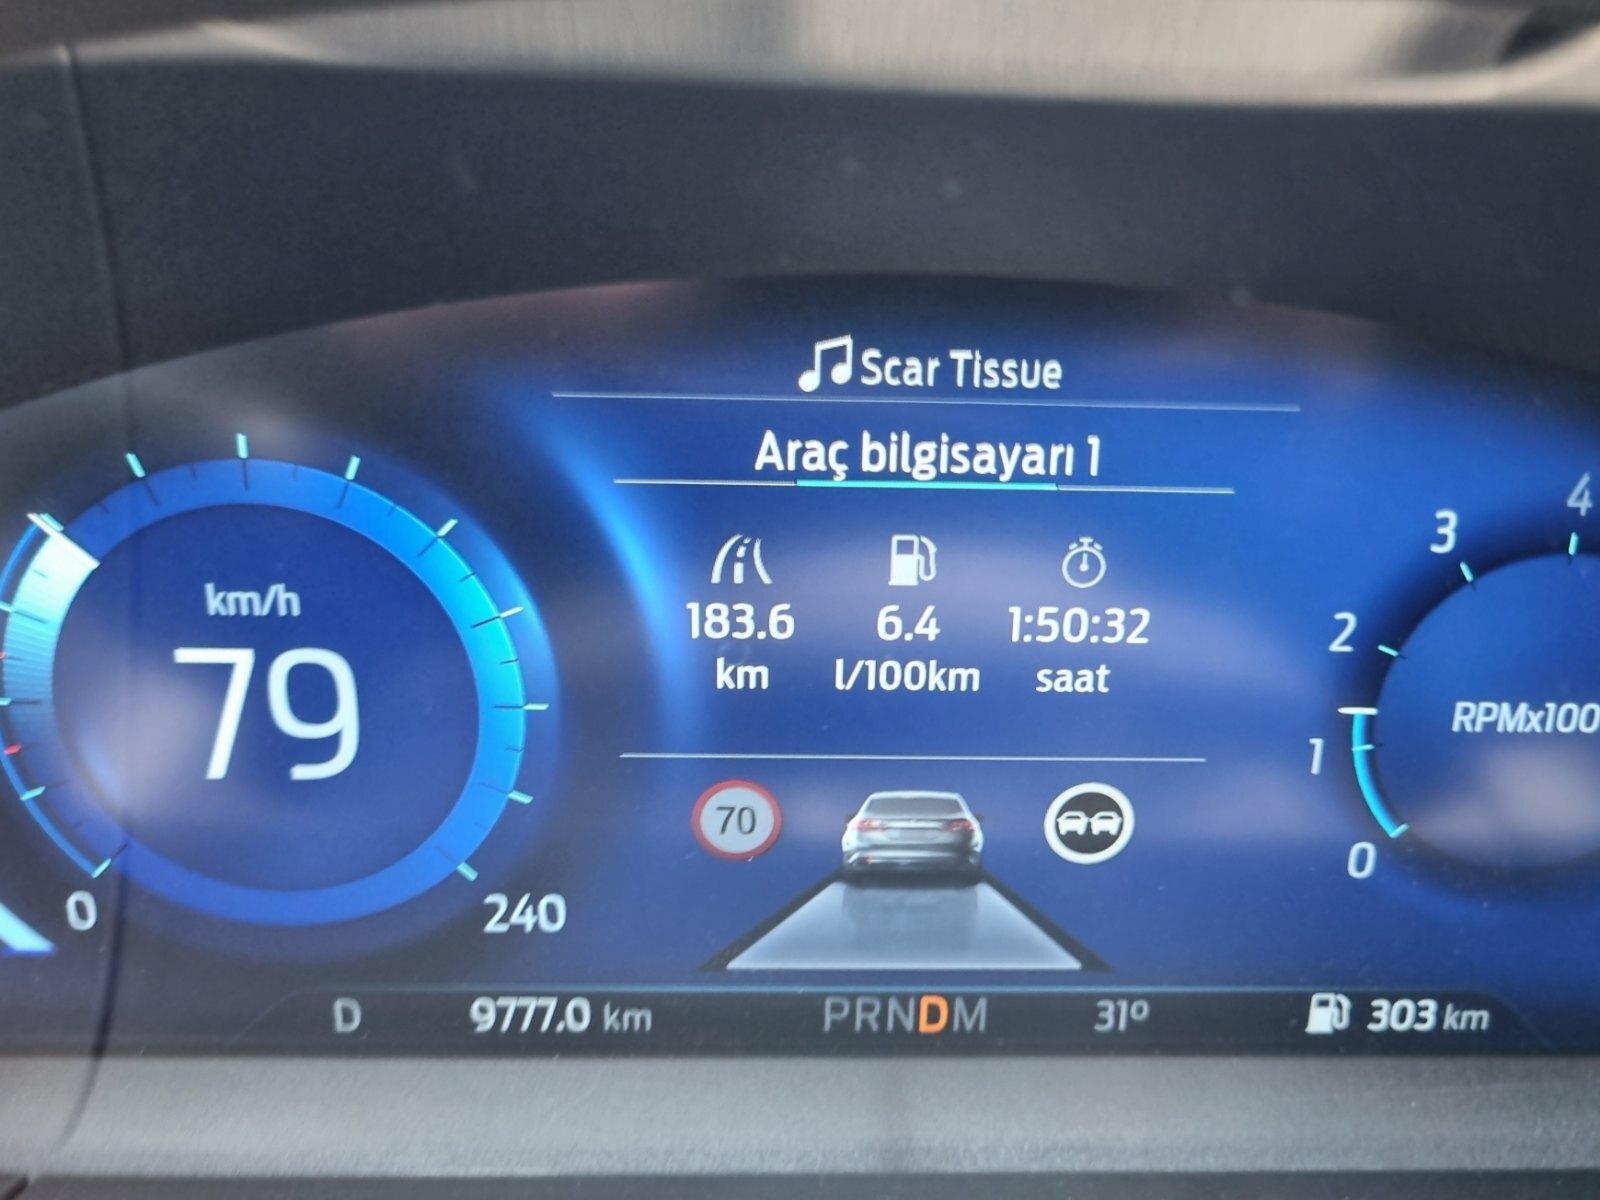 Scar Tissue
Araç bilgisayarı 1
183.6 6.4 1:50:32
km l/100km saat
km/h
79
0 240
70
4
3
2
1
0
RPMx100
D 9777.0 km PRNDM 31° 303 km